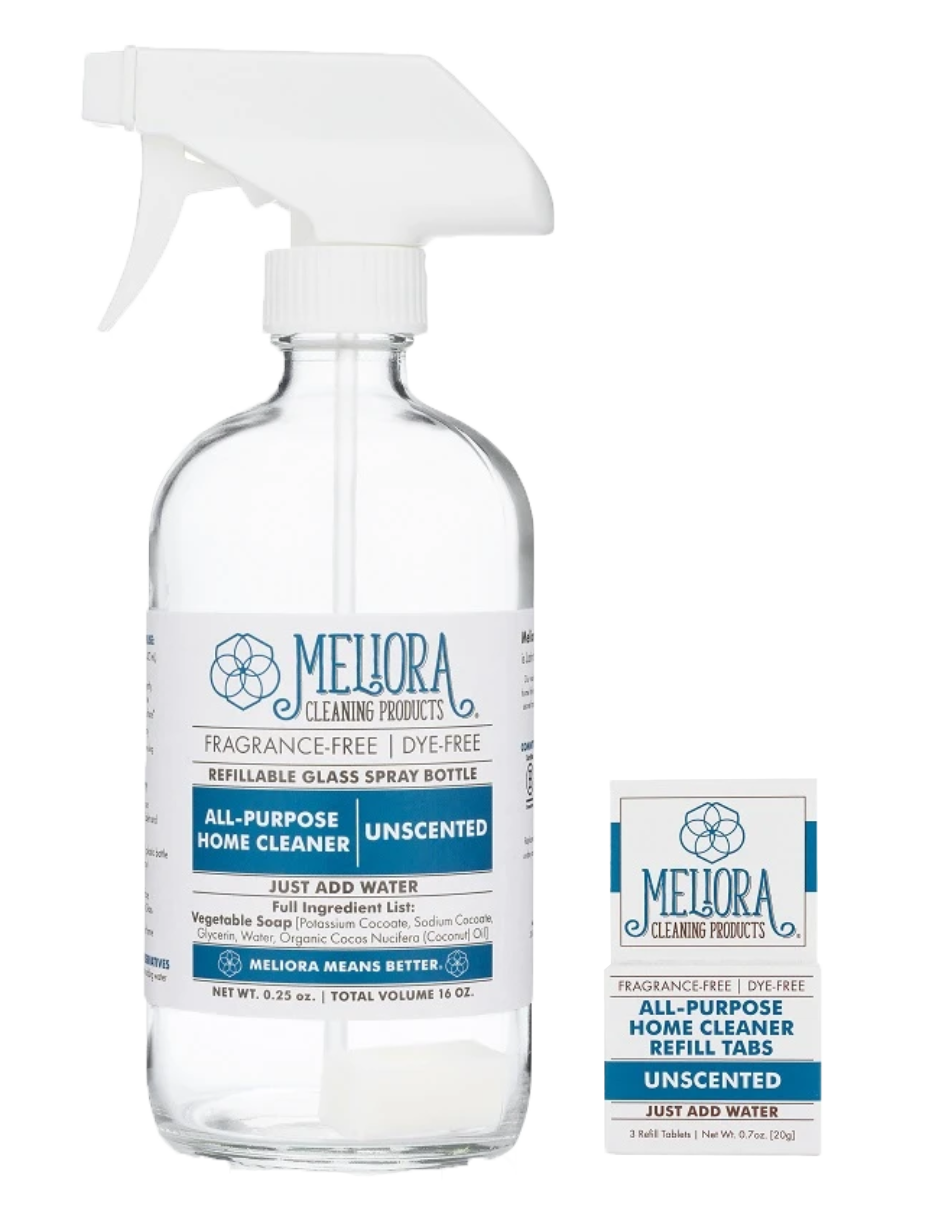 MELIORA
CLEANING PRODUCTS
FRAGRANCE-FREE | DYE-FREE
REFILLABLE GLASS SPRAY BOTTLE
ALL-PURPOSE
HOME CLEANER
UNSCENTED
JUST ADD WATER
Full Ingredient List:
Vegetable Soap [Potassium Cocoate, Sodium Cocoate,
Glycerin, Water, Organic Cocos Nucifera (Coconut) Oil]
MELIORA MEANS BETTER®
NET WT. 0.25 oz. | TOTAL VOLUME 16 OZ.
MELIORA
CLEANING PRODUCTS®
FRAGRANCE-FREE | DYE-FREE
ALL-PURPOSE
HOME CLEANER
REFILL TABS
UNSCENTED
JUST ADD WATER
3 Refill Tablets | Net Wt. 0.7oz. [20g]